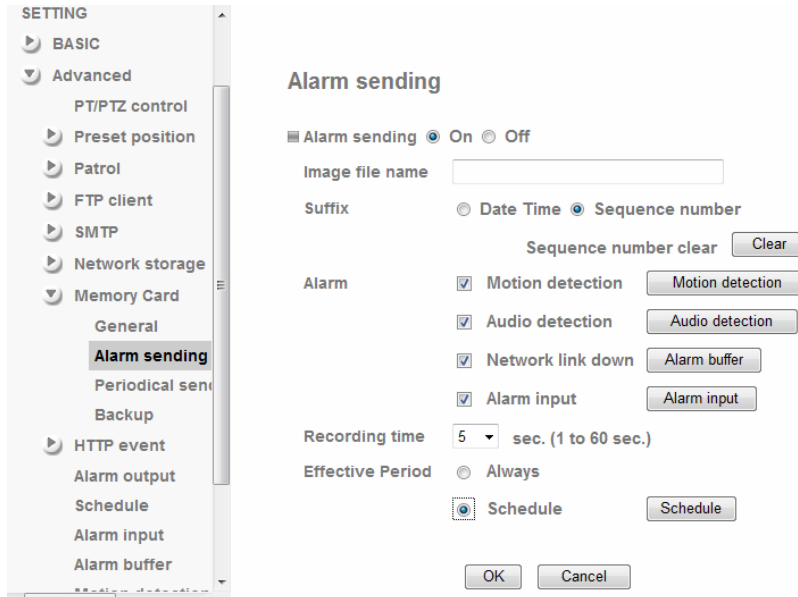 SETTING
BASIC
Advanced
PT/PTZ control
Preset position
Patrol
FTP client
SMTP
Network storage
Memory Card
General
Alarm sending
Periodical sen
Backup
HTTP event
Alarm output
Schedule
Alarm input
Alarm buffer
Motion detection
Alarm sending
Alarm sending On Off
Image file name
Suffix Date Time Sequence number
Sequence number clear Clear
Alarm Motion detection Motion detection
Audio detection Audio detection
Network link down Alarm buffer
Alarm input Alarm input
Recording time 5 sec. (1 to 60 sec.)
Effective Period Always
Schedule Schedule
OK Cancel